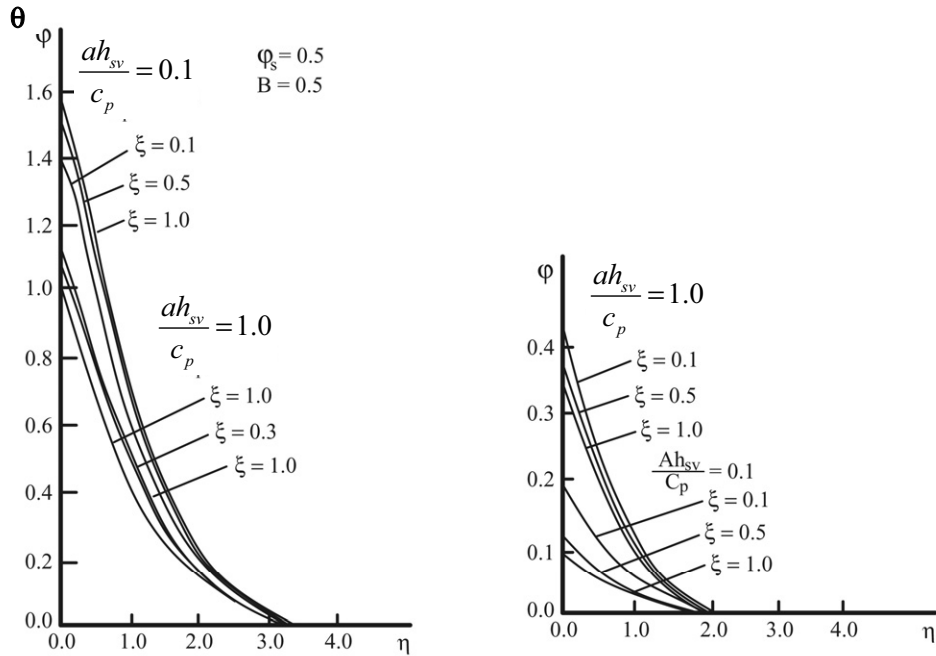 θ
φ
ah_sv / c_p = 0.1
φ_s = 0.5
B = 0.5
1.6
1.4
1.2
1.0
0.8
0.6
0.4
0.2
0.0
ξ = 0.1
ξ = 0.5
ξ = 1.0
ah_sv / c_p = 1.0
ξ = 1.0
ξ = 0.3
ξ = 1.0
0.0 1.0 2.0 3.0 4.0 η
φ
ah_sv / c_p = 1.0
0.4
0.3
0.2
0.1
0.0
ξ = 0.1
ξ = 0.5
ξ = 1.0
Ah_sv / C_p = 0.1
ξ = 0.1
ξ = 0.5
ξ = 1.0
0.0 1.0 2.0 3.0 4.0 η